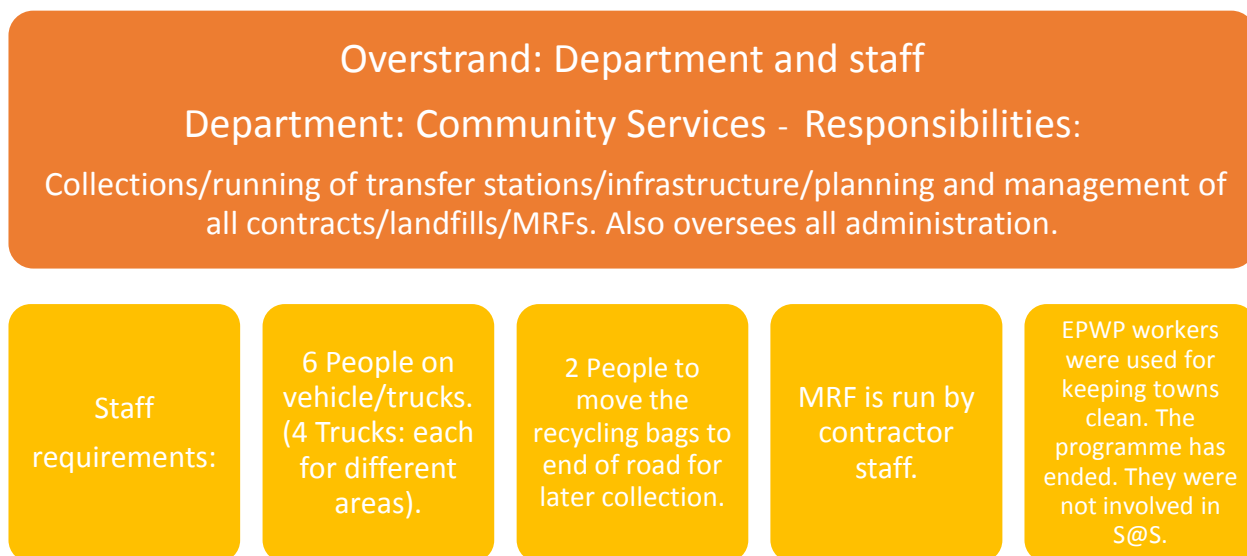 Overstrand: Department and staff
Department: Community Services - Responsibilities:
Collections/running of transfer stations/infrastructure/planning and management of
all contracts/landfills/MRFs. Also oversees all administration.
Staff
requirements:
6 People on
vehicle/trucks.
(4 Trucks: each
for different
areas).
2 People to
move the
recycling bags to
end of road for
later collection.
MRF is run by
contractor
staff.
EPWP workers
were used for
keeping towns
clean. The
programme has
ended. They were
not involved in
S@S.